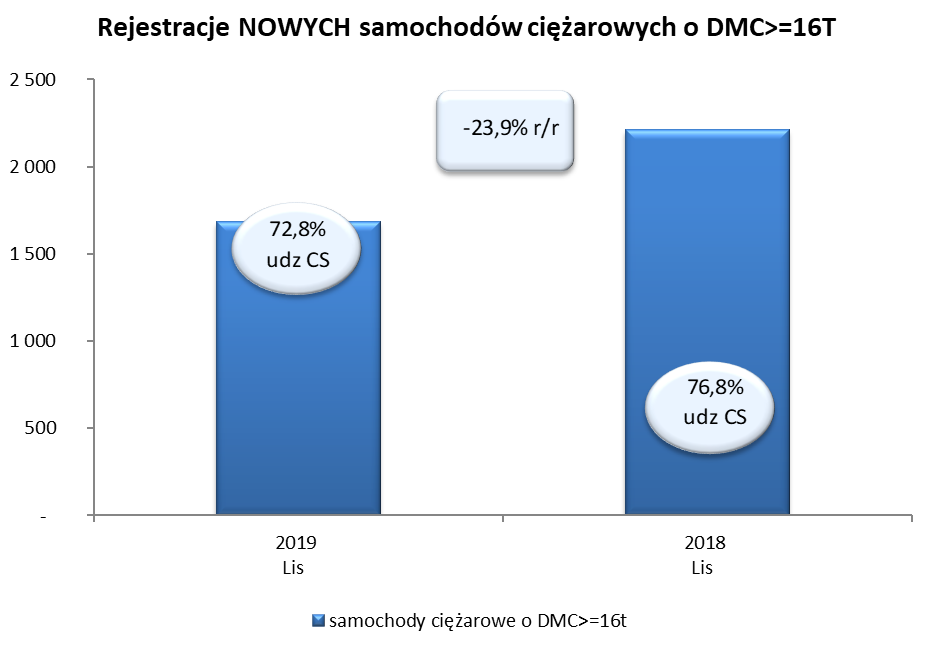 Rejestracje NOWYCH samochodów ciężarowych o DMC>=16T
2 500
2 000
1 500
1 000
500
-
-23,9% r/r
72,8%
udz CS
76,8%
udz CS
2019
Lis
2018
Lis
samochody ciężarowe o DMC>=16t